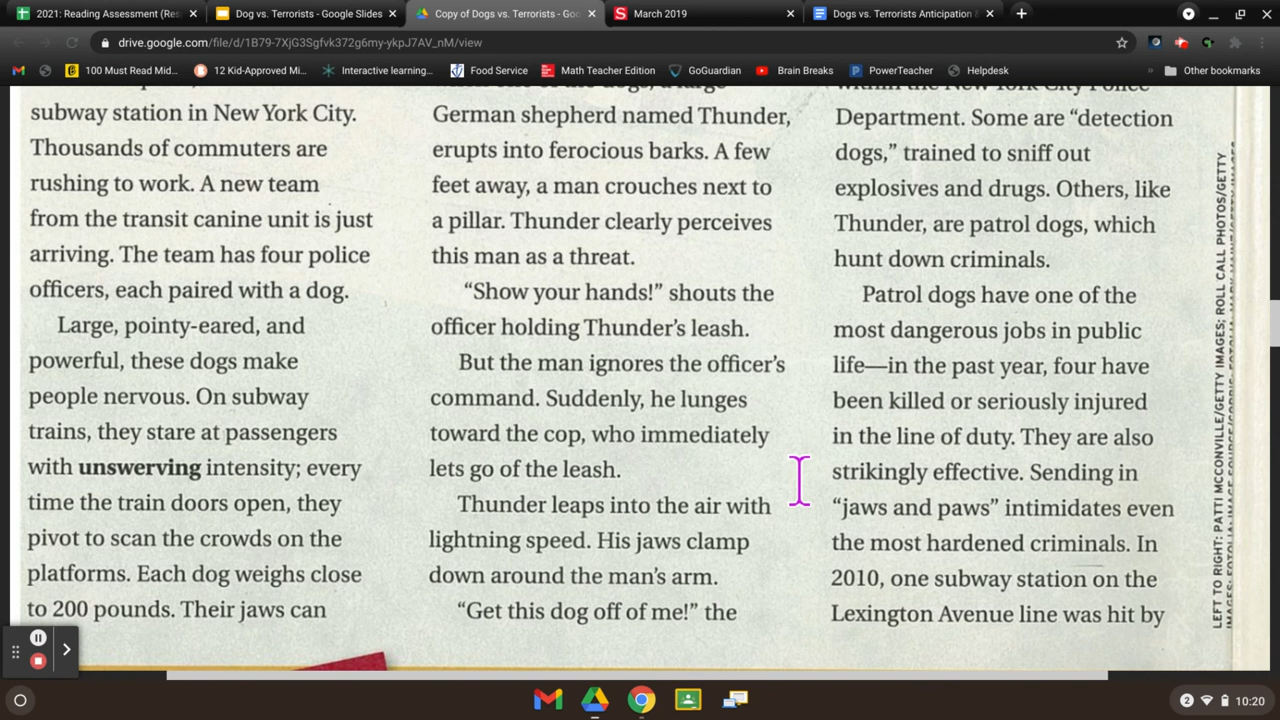 2021: Reading Assessment (Res
Dog vs. Terrorists - Google Slides
Copy of Dogs vs. Terrorists - Goo
March 2019
Dogs vs. Terrorists Anticipation
drive.google.com/file/d/1B79-7XjG3Sgfvk372g6my-ykpJ7AV_nM/view
100 Must Read Mid...
12 Kid-Approved Mi...
Interactive learning...
Food Service
Math Teacher Edition
GoGuardian
Brain Breaks
PowerTeacher
Helpdesk
Other bookmarks
subway station in New York City.
Thousands of commuters are
rushing to work. A new team
from the transit canine unit is just
arriving. The team has four police
officers, each paired with a dog.
Large, pointy-eared, and
powerful, these dogs make
people nervous. On subway
trains, they stare at passengers
with unswerving intensity; every
time the train doors open, they
pivot to scan the crowds on the
platforms. Each dog weighs close
to 200 pounds. Their jaws can
German shepherd named Thunder,
erupts into ferocious barks. A few
feet away, a man crouches next to
a pillar. Thunder clearly perceives
this man as a threat.
“Show your hands!” shouts the
officer holding Thunder’s leash.
But the man ignores the officer’s
command. Suddenly, he lunges
toward the cop, who immediately
lets go of the leash.
Thunder leaps into the air with
lightning speed. His jaws clamp
down around the man’s arm.
“Get this dog off of me!” the
within the New York City Police
Department. Some are “detection
dogs,” trained to sniff out
explosives and drugs. Others, like
Thunder, are patrol dogs, which
hunt down criminals.
Patrol dogs have one of the
most dangerous jobs in public
life—in the past year, four have
been killed or seriously injured
in the line of duty. They are also
strikingly effective. Sending in
“jaws and paws” intimidates even
the most hardened criminals. In
2010, one subway station on the
Lexington Avenue line was hit by
LEFT TO RIGHT: PATTI MCCONVILLE/GETTY IMAGES; ROLL CALL PHOTOS/GETTY
2
10:20